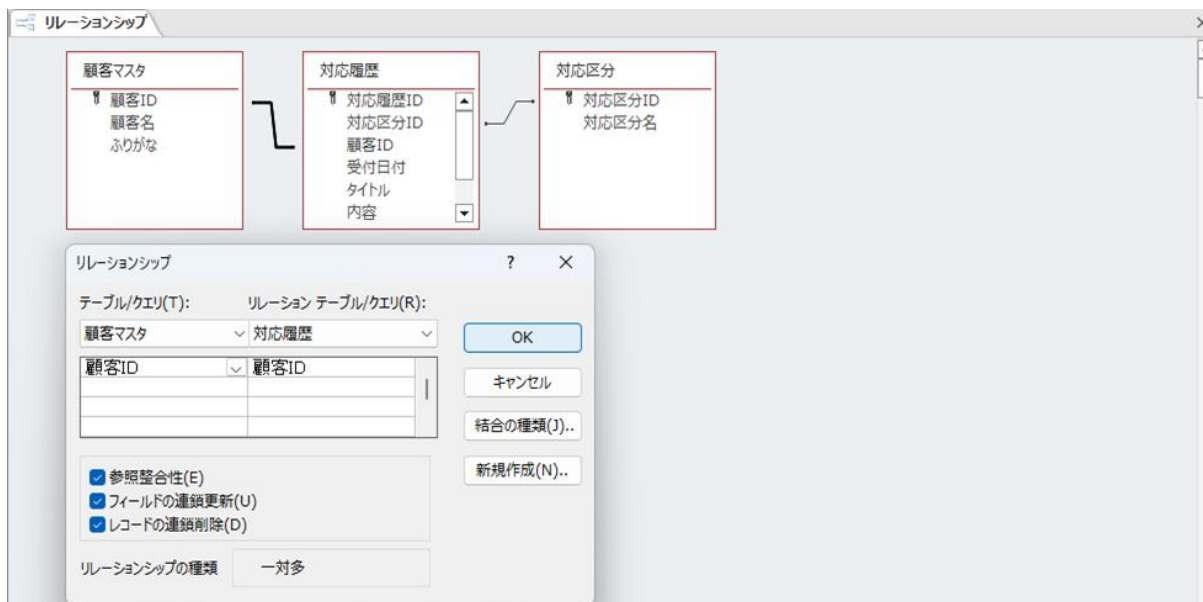 リレーションシップ
顧客マスタ
顧客ID
顧客名
ふりがな
対応履歴
対応履歴ID
対応区分ID
顧客ID
受付日付
タイトル
内容
対応区分
対応区分ID
対応区分名
リレーションシップ
?
テーブル/クエリ(T): リレーション テーブル/クエリ(R):
顧客マスタ 対応履歴
顧客ID 顧客ID
OK
キャンセル
結合の種類(J)..
新規作成(N)..
参照整合性(E)
フィールドの連鎖更新(U)
レコードの連鎖削除(D)
リレーションシップの種類 一対多